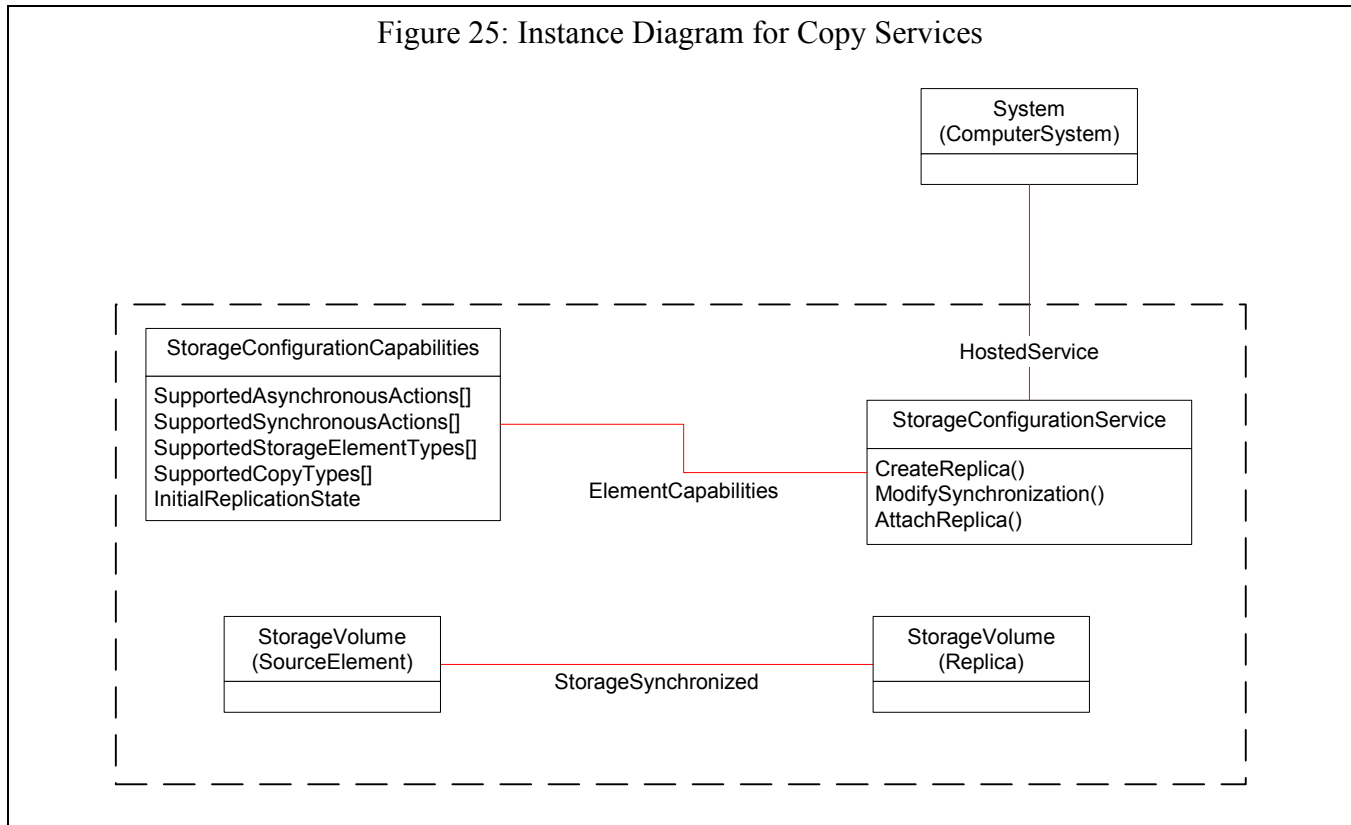 Figure 25: Instance Diagram for Copy Services
System
(ComputerSystem)
HostedService
StorageConfigurationCapabilities
SupportedAsynchronousActions[]
SupportedSynchronousActions[]
SupportedStorageElementTypes[]
SupportedCopyTypes[]
InitialReplicationState
ElementCapabilities
StorageConfigurationService
CreateReplica()
ModifySynchronization()
AttachReplica()
StorageVolume
(SourceElement)
StorageSynchronized
StorageVolume
(Replica)